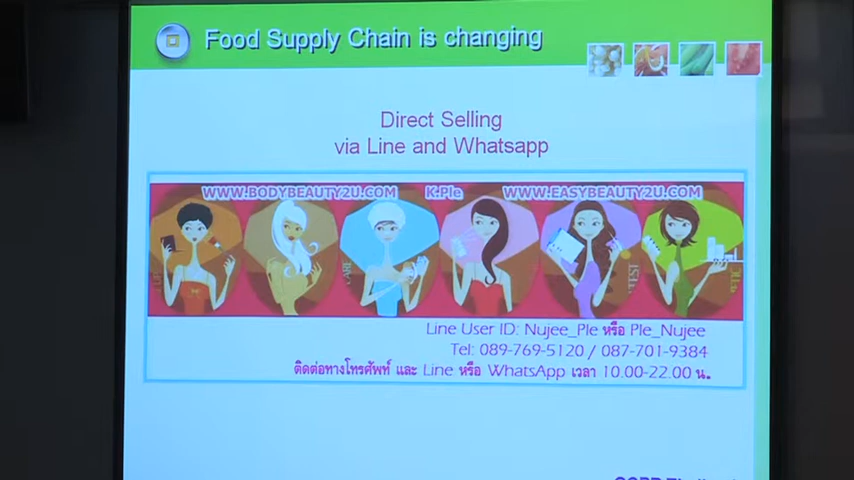 Food Supply Chain is changing
Direct Selling
via Line and Whatsapp
WWW.BODYBEAUTY2U.COM K.Ple WWW.EASYBEAUTY2U.COM
Line User ID: Nujee_Ple หรือ Ple_Nujee
Tel: 089-769-5120 / 087-701-9384
ติดต่อทางโทรศัพท์ และ Line หรือ WhatsApp เวลา 10.00-22.00 น.